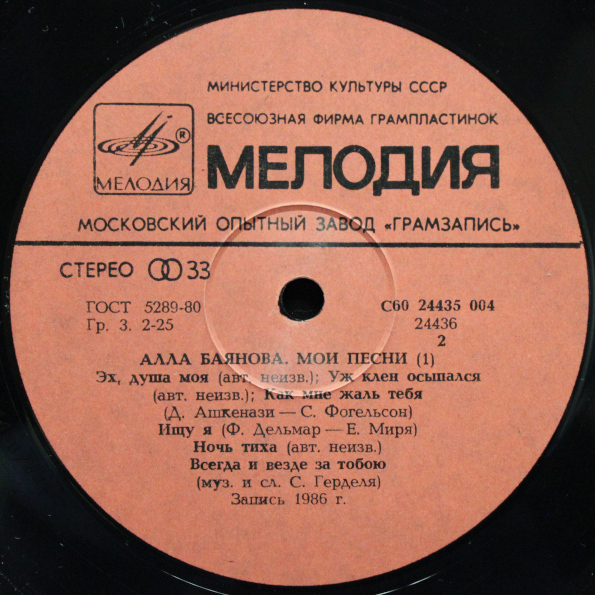 МИНИСТЕРСТВО КУЛЬТУРЫ СССР
ВСЕСОЮЗНАЯ ФИРМА ГРАМПЛАСТИНОК
®
МЕЛОДИЯ
МЕЛОДИЯ
МОСКОВСКИЙ ОПЫТНЫЙ ЗАВОД «ГРАМЗАПИСЬ»
СТЕРЕО 33
ГОСТ 5289-80
С60 24435 004
Гр. 3. 2-25
24436
2
АЛЛА БАЯНОВА. МОИ ПЕСНИ (1)
Эх, душа моя (авт. неизв.); Уж клен осыпался
(авт. неизв.); Как мне жаль тебя
(Д. Ашкенази — С. Фогельсон)
Ищу я (Ф. Дельмар — Е. Миря)
Ночь тиха (авт. неизв.)
Всегда и везде за тобою
(муз. и сл. С. Герделя)
Запись 1986 г.